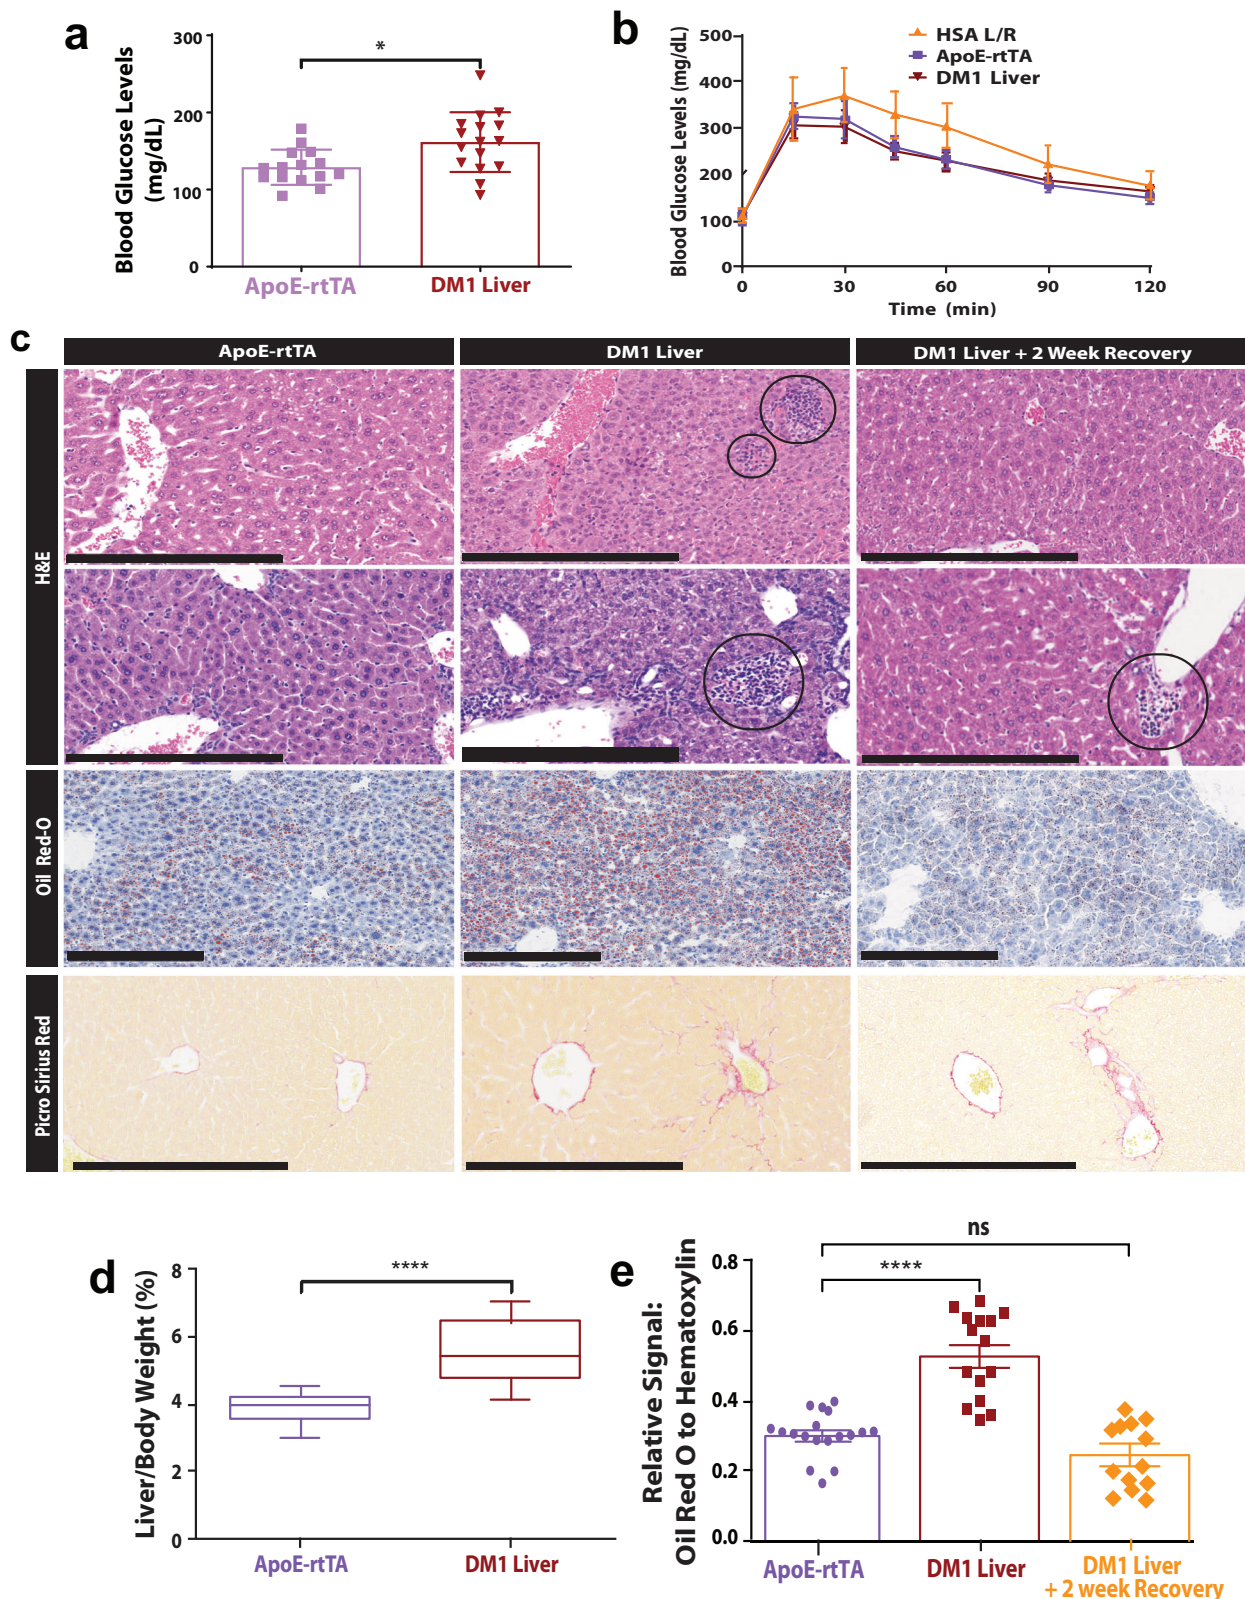 a
300
200
100
0
Blood Glucose Levels
(mg/dL)
*
ApoE-rtTA
DM1 Liver
b
500
400
300
200
100
0
Blood Glucose Levels (mg/dL)
HSA L/R
ApoE-rtTA
DM1 Liver
0
30
60
90
120
Time (min)
c
ApoE-rtTA
DM1 Liver
DM1 Liver + 2 Week Recovery
H&E
Oil Red-O
Picro Sirius Red
d
8
6
4
2
0
Liver/Body Weight (%)
****
ApoE-rtTA
DM1 Liver
e
0.8
0.6
0.4
0.2
0.0
Relative Signal:
Oil Red O to Hematoxylin
ns
****
ApoE-rtTA
DM1 Liver
DM1 Liver
+ 2 week Recovery